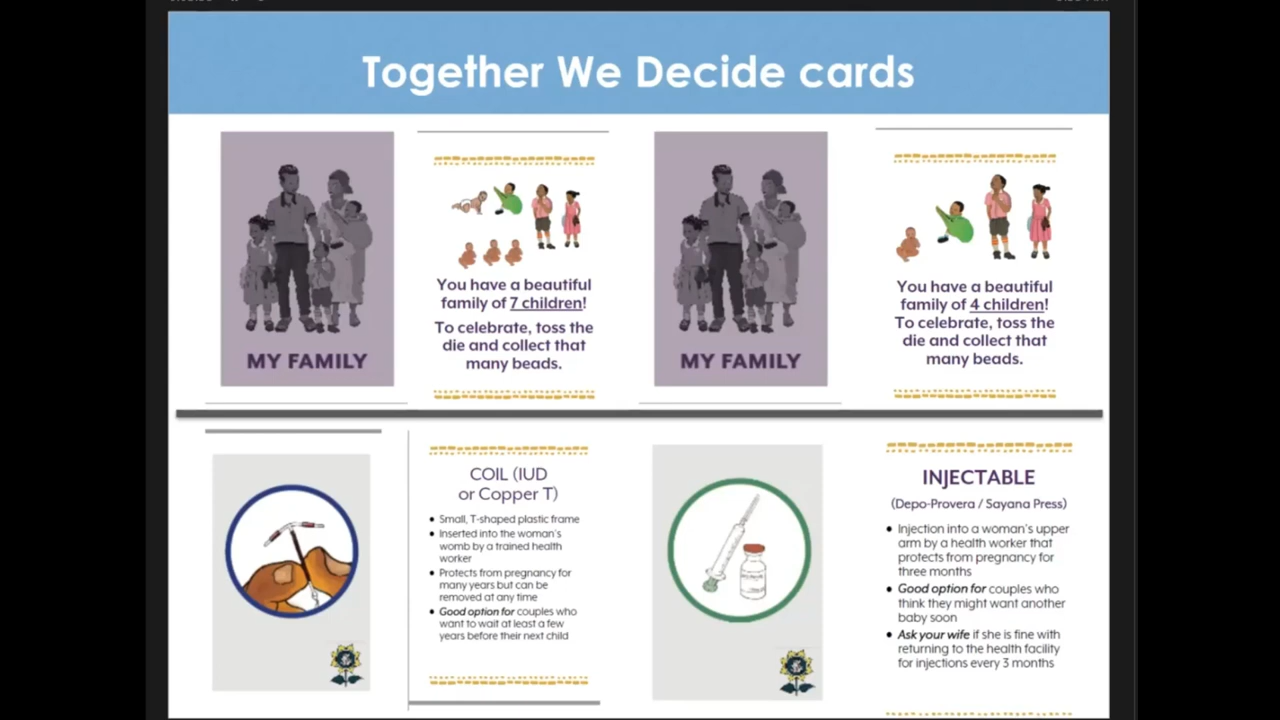 Together We Decide cards
MY FAMILY
You have a beautiful
family of 7 children!
To celebrate, toss the
die and collect that
many beads.
MY FAMILY
You have a beautiful
family of 4 children!
To celebrate, toss the
die and collect that
many beads.
COIL (IUD
or Copper T)
• Small, T-shaped plastic frame
• Inserted into the woman's
womb by a trained health
worker
• Protects from pregnancy for
many years but can be
removed at any time
• Good option for couples who
want to wait at least a few
years before their next child
INJECTABLE
(Depo-Provera / Sayana Press)
• Injection into a woman's upper
arm by a health worker that
protects from pregnancy for
three months
• Good option for couples who
think they might want another
baby soon
• Ask your wife if she is fine with
returning to the health facility
for injections every 3 months